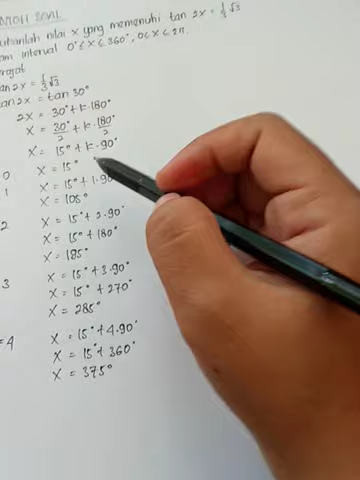 CONTOH SOAL
tukanlah nilai x yang memenuhi tan 2x = 1/3 √3
am interval 0° ≤ x ≤ 360°, 0 ≤ x ≤ 2π.
erajat
an 2x = 1/3 √3
tan 2x = tan 30°
2x = 30° + k.180°
x = 30°/2 + k.180°/2
x = 15° + k.90°
0 x = 15°
1 x = 15° + 1.90
x = 105°
2 x = 15° + 2.90°
x = 15° + 180°
x = 195°
3 x = 15° + 3.90°
x = 15° + 270°
x = 285°
=4 x = 15° + 4.90°
x = 15° + 360°
x = 375°